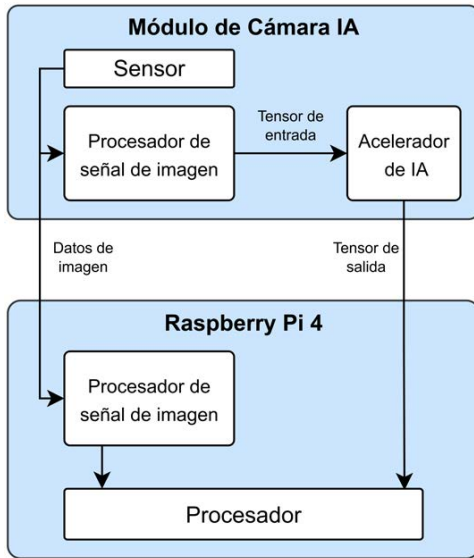 Módulo de Cámara IA
Sensor
Procesador de
señal de imagen
Tensor de
entrada
Acelerador
de IA
Datos de
imagen
Tensor de
salida
Raspberry Pi 4
Procesador de
señal de imagen
Procesador